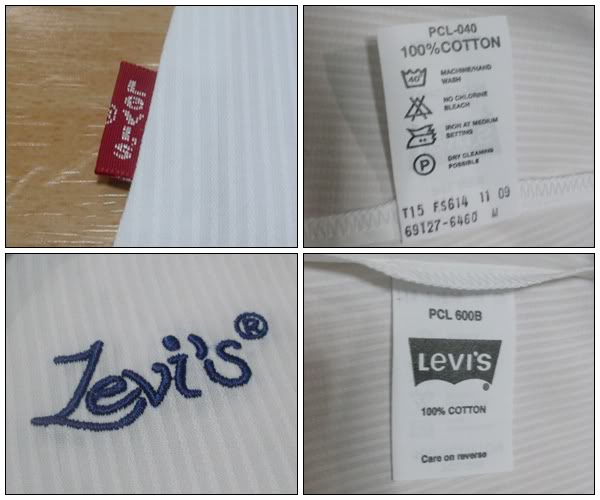 LEVI'S
®
PCL-040
100%COTTON
40°
MACHINE/HAND
WASH
NO CHLORINE
BLEACH
IRON AT MEDIUM
SETTING
P
DRY CLEANING
POSSIBLE
T15 FS614 11 09
69127-6460 M
Levi's®
PCL 600B
LEVI'S
®
100% COTTON
Care on reverse